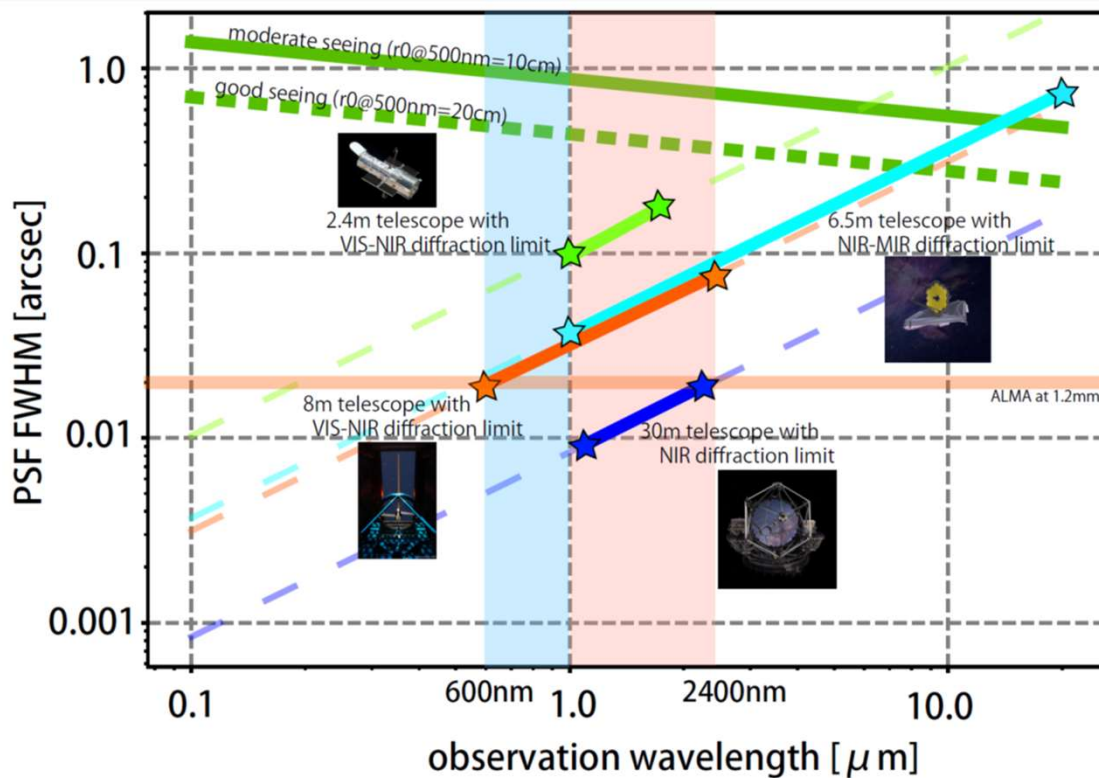 moderate seeing (r0@500nm=10cm)
good seeing (r0@500nm=20cm)
2.4m telescope with
VIS-NIR diffraction limit
6.5m telescope with
NIR-MIR diffraction limit
ALMA at 1.2mm
8m telescope with
VIS-NIR diffraction limit
30m telescope with
NIR diffraction limit
PSF FWHM [arcsec]
1.0
0.1
0.01
0.001
0.1
600nm
1.0
2400nm
10.0
observation wavelength [μm]